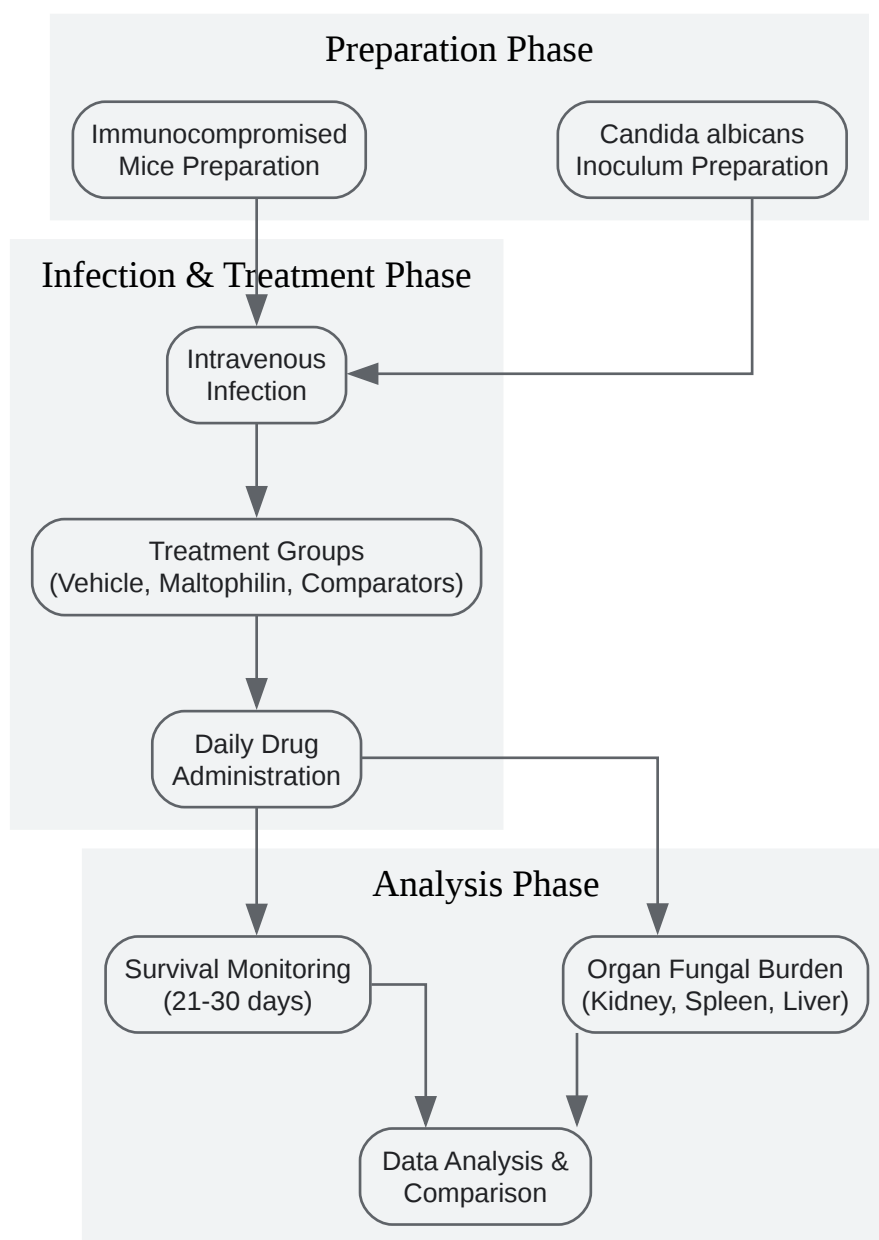 Preparation Phase
Immunocompromised
Mice Preparation
Candida albicans
Inoculum Preparation
Infection & Treatment Phase
Intravenous
Infection
Treatment Groups
(Vehicle, Maltophilin, Comparators)
Daily Drug
Administration
Analysis Phase
Survival Monitoring
(21-30 days)
Organ Fungal Burden
(Kidney, Spleen, Liver)
Data Analysis &
Comparison